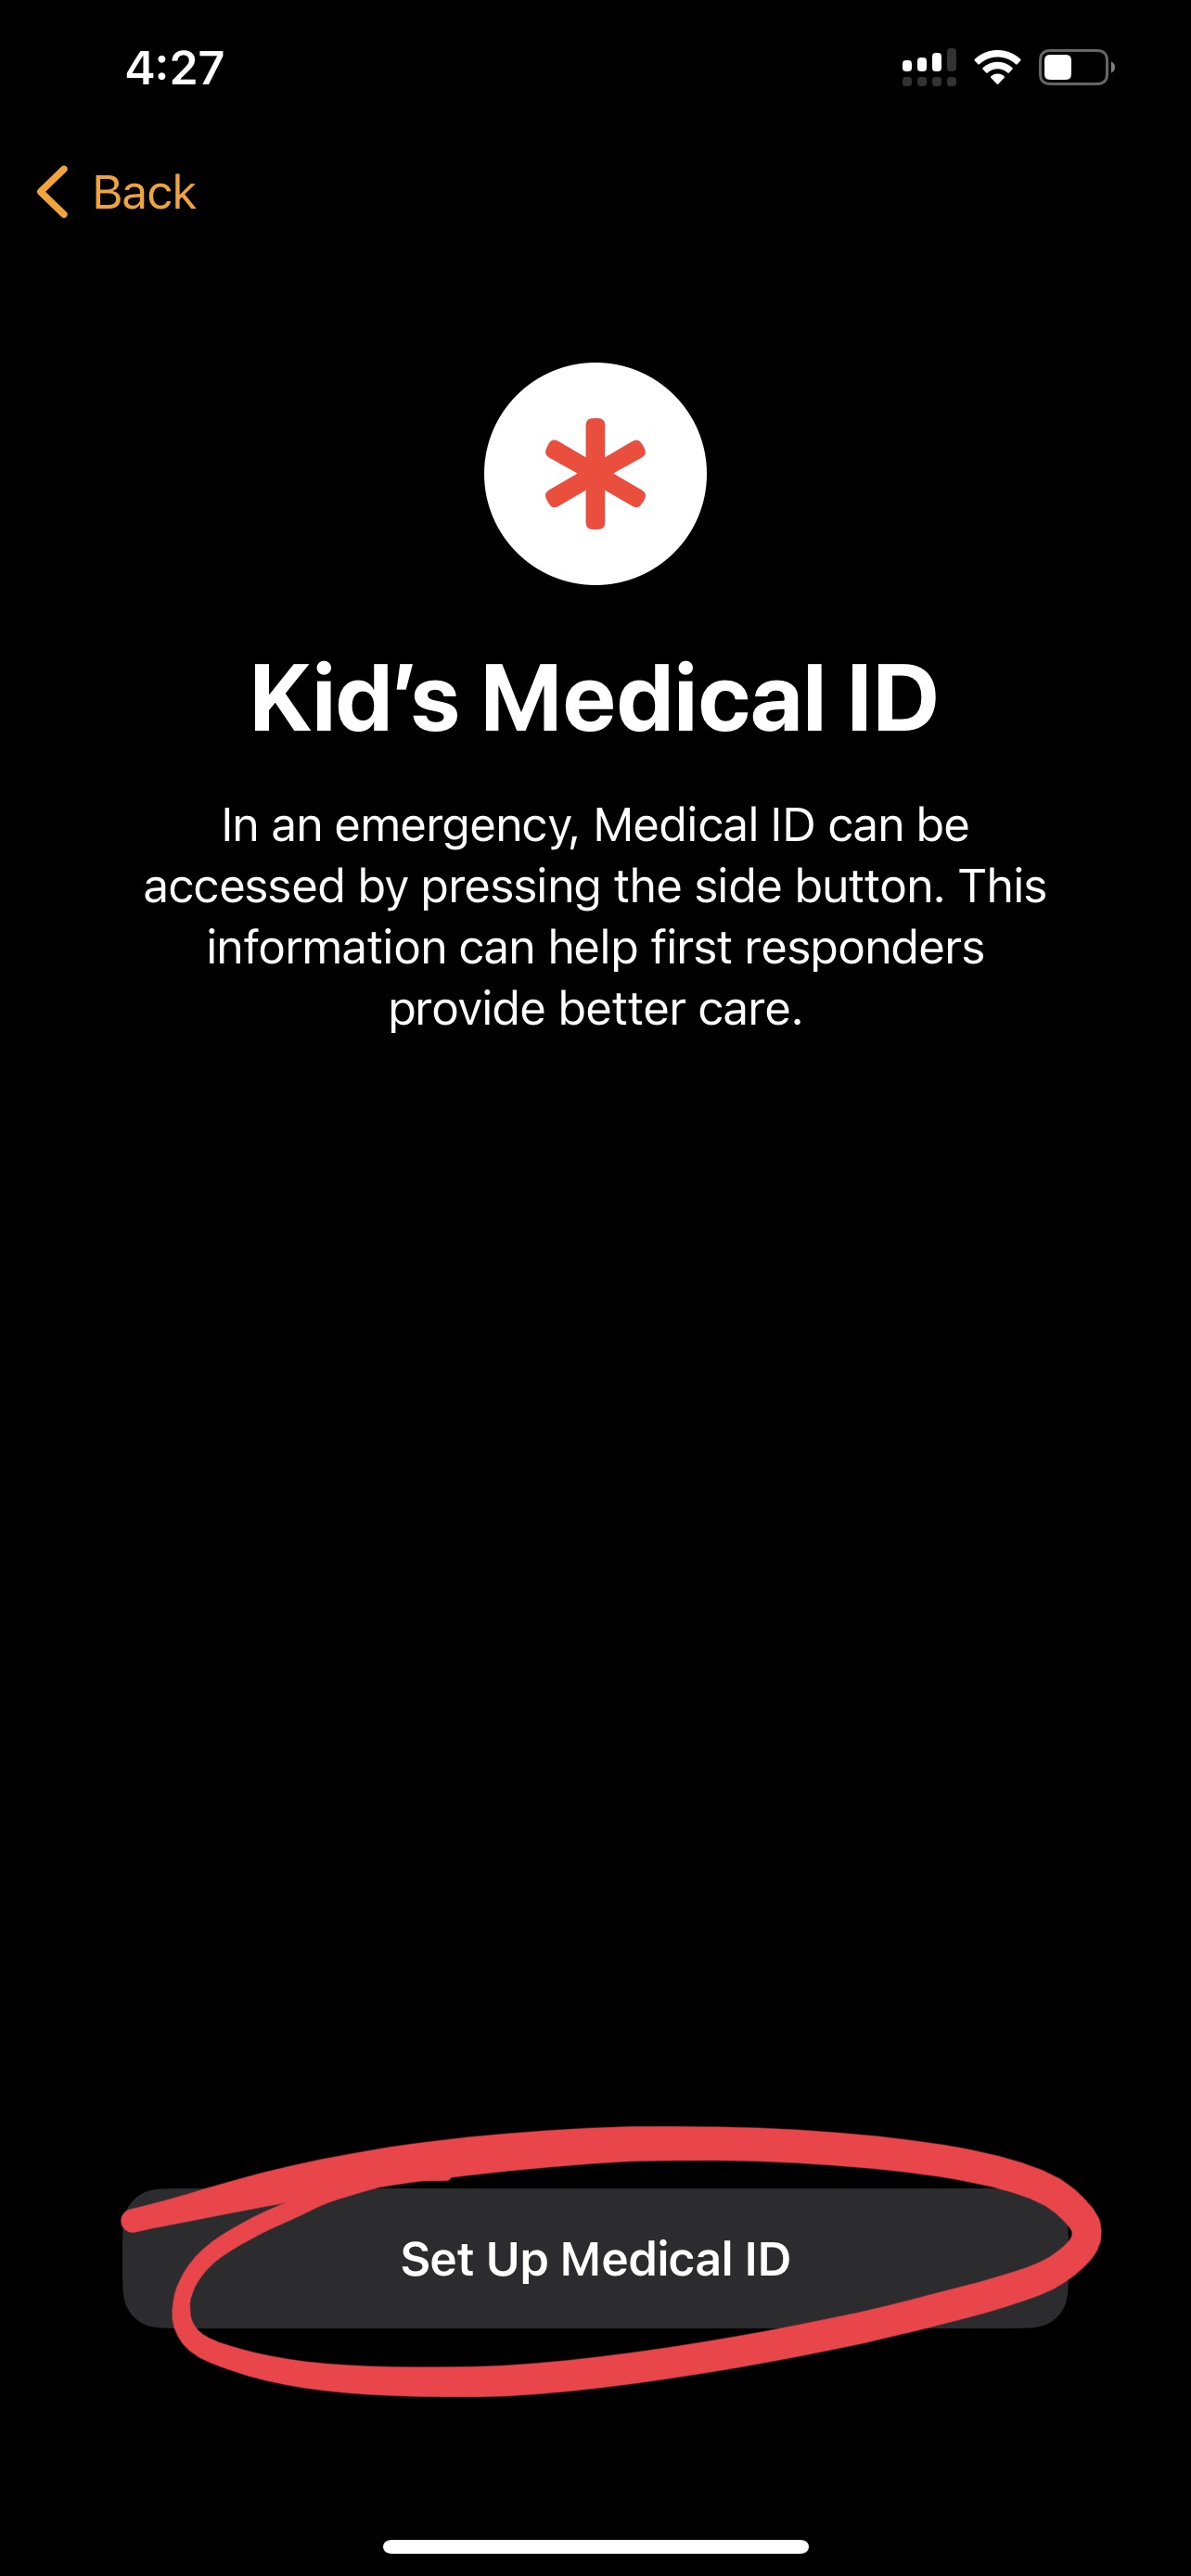 4:27
Back
Kid’s Medical ID
In an emergency, Medical ID can be
accessed by pressing the side button. This
information can help first responders
provide better care.
Set Up Medical ID